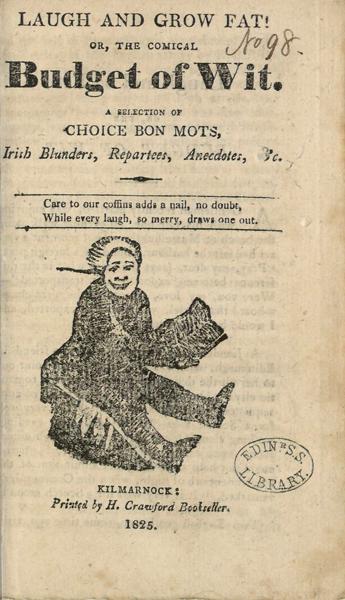 LAUGH AND GROW FAT!
No 98.
OR, THE COMICAL
Budget of Wit.
A SELECTION OF
CHOICE BON MOTS,
Irish Blunders, Repartees, Anecdotes, &c.
Care to our coffins adds a nail, no doubt,
While every laugh, so merry, draws one out.
EDINR. S.S.
LIBRARY.
KILMARNOCK:
Printed by H. Crawford Bookseller.
1825.